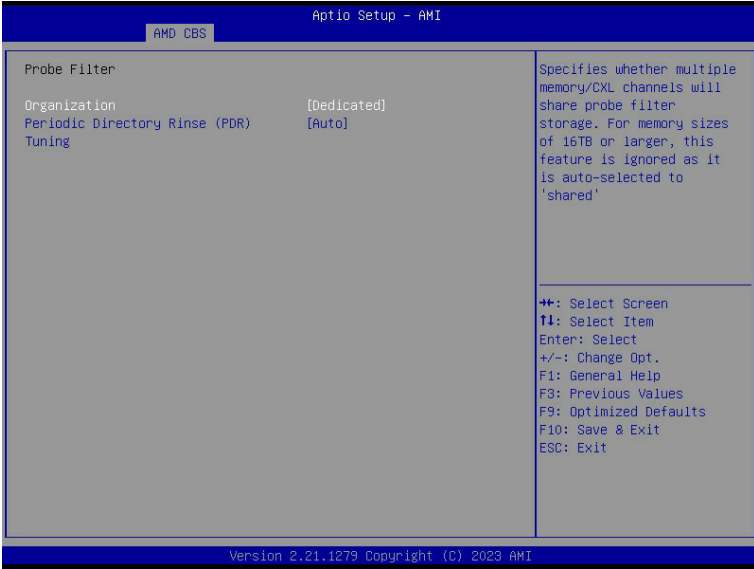 Aptio Setup – AMI
AMD CBS
Probe Filter
Organization [Dedicated]
Periodic Directory Rinse (PDR) [Auto]
Tuning
Specifies whether multiple
memory/CXL channels will
share probe filter
storage. For memory sizes
of 16TB or larger, this
feature is ignored as it
is auto-selected to
'shared'
→←: Select Screen
↑↓: Select Item
Enter: Select
+/-: Change Opt.
F1: General Help
F3: Previous Values
F9: Optimized Defaults
F10: Save & Exit
ESC: Exit
Version 2.21.1279 Copyright (C) 2023 AMI